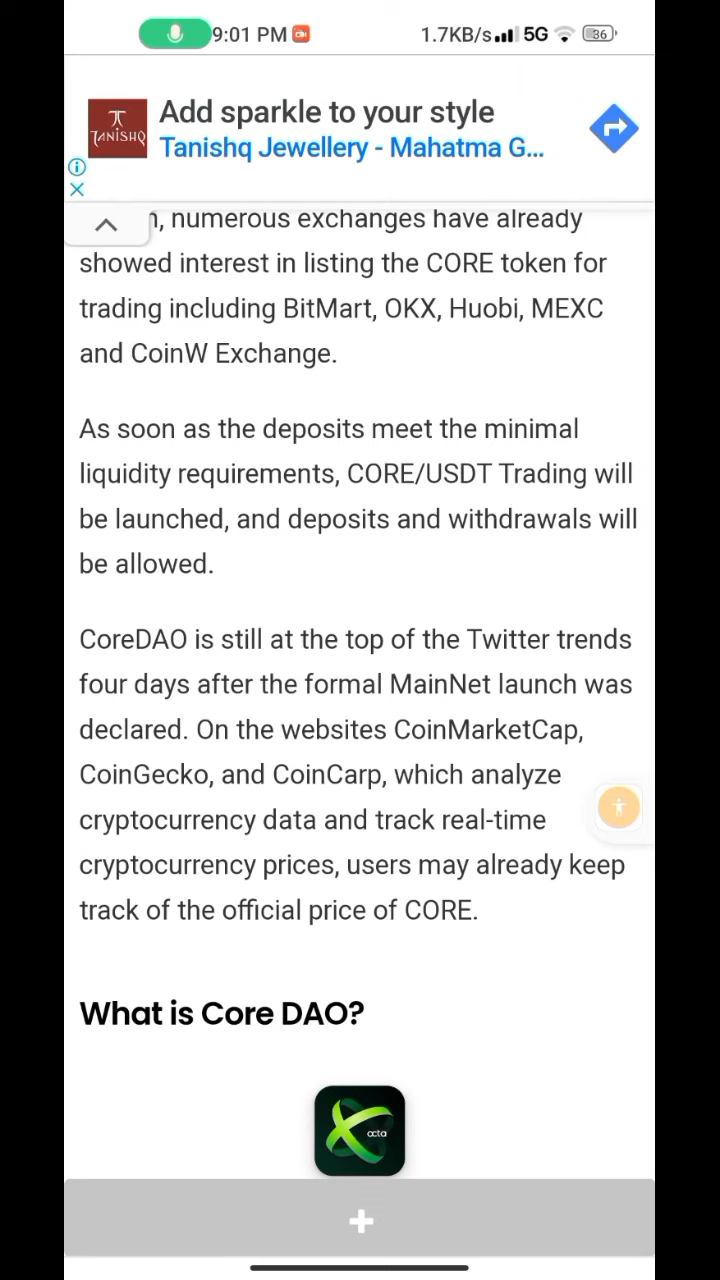 9:01 PM 1.7KB/s 5G 36
Add sparkle to your style
TANISHQ
Tanishq Jewellery - Mahatma G...
numerous exchanges have already
showed interest in listing the CORE token for
trading including BitMart, OKX, Huobi, MEXC
and CoinW Exchange.
As soon as the deposits meet the minimal
liquidity requirements, CORE/USDT Trading will
be launched, and deposits and withdrawals will
be allowed.
CoreDAO is still at the top of the Twitter trends
four days after the formal MainNet launch was
declared. On the websites CoinMarketCap,
CoinGecko, and CoinCarp, which analyze
cryptocurrency data and track real-time
cryptocurrency prices, users may already keep
track of the official price of CORE.
What is Core DAO?
octa